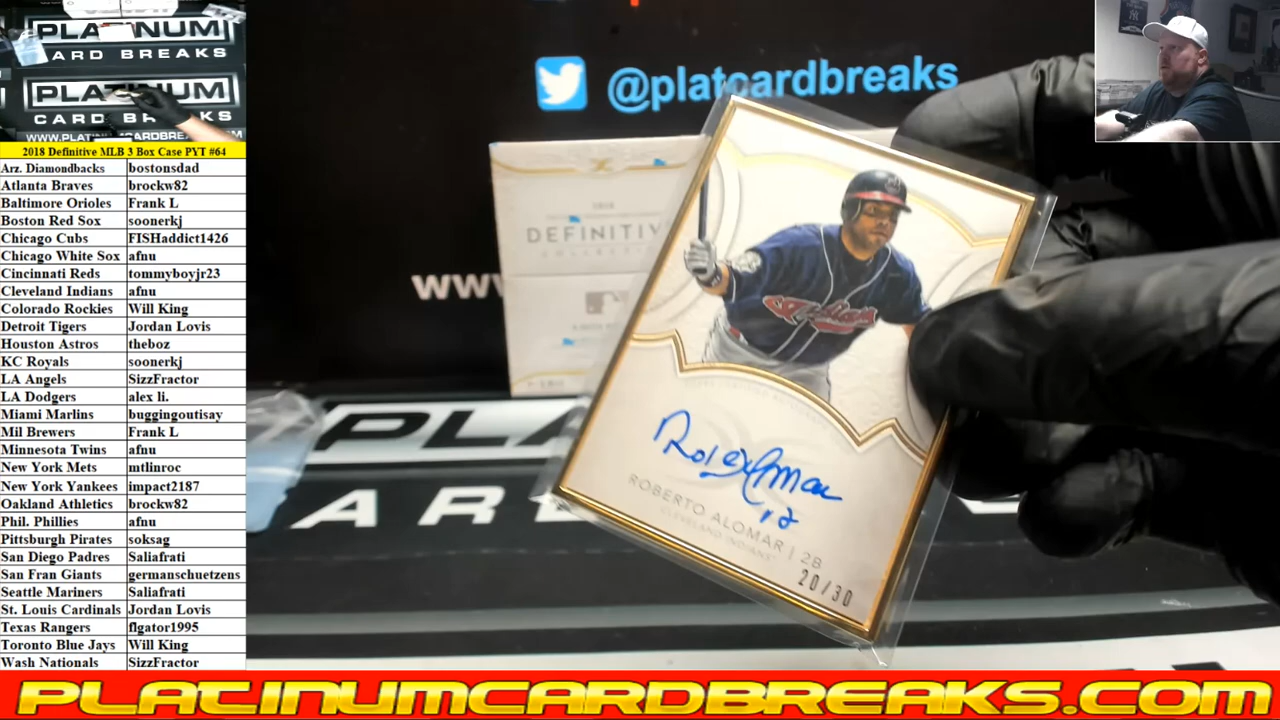 PLATINUM
ARD BREAKS
PLATINUM
CARD BREAKS
WWW.PLATINUMCARDBREAKS.COM
2018 Definitive MLB 3 Box Case PYT #64
Arz. Diamondbacks bostonsdad
Atlanta Braves brockw82
Baltimore Orioles Frank L
Boston Red Sox soonerkj
Chicago Cubs FISHaddict1426
Chicago White Sox afnu
Cincinnati Reds tommyboyjr23
Cleveland Indians afnu
Colorado Rockies Will King
Detroit Tigers Jordan Lovis
Houston Astros theboz
KC Royals soonerkj
LA Angels SizzFractor
LA Dodgers alex li.
Miami Marlins buggingoutisay
Mil Brewers Frank L
Minnesota Twins afnu
New York Mets mtlinroc
New York Yankees impact2187
Oakland Athletics brockw82
Phil. Phillies afnu
Pittsburgh Pirates soksag
San Diego Padres Saliafrati
San Fran Giants germanschuetzens
Seattle Mariners Saliafrati
St. Louis Cardinals Jordan Lovis
Texas Rangers flgator1995
Toronto Blue Jays Will King
Wash Nationals SizzFractor
@platcardbreaks
www
2018
DEFINITIV
Indians
ROBERTO ALOMAR | 2B
CLEVELAND INDIANS
12
20/30
PL
ARD
PLATINUMCARDBREAKS.COM